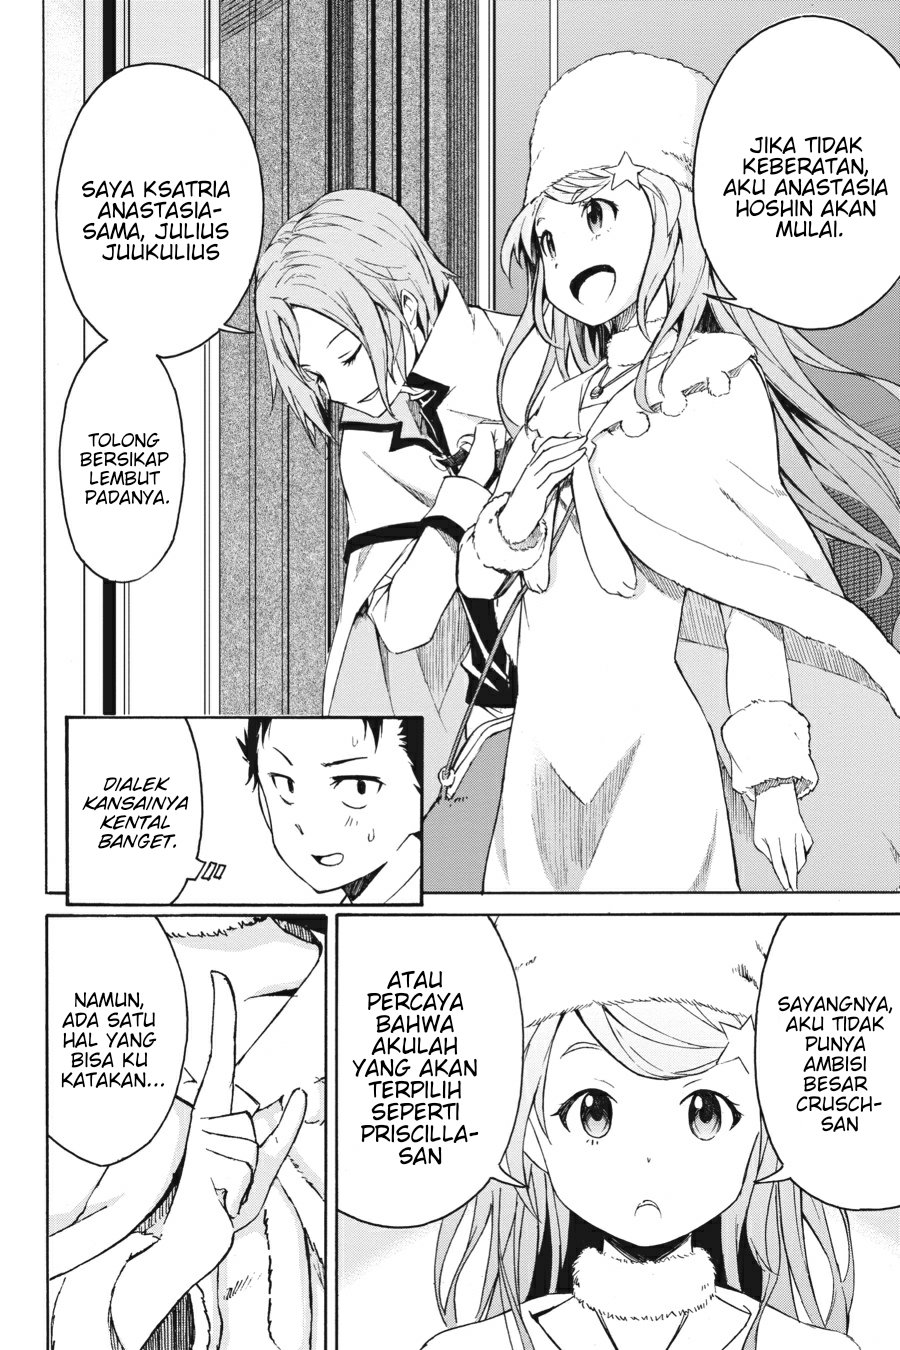 JIKA TIDAK
KEBERATAN,
AKU ANASTASIA
HOSHIN AKAN
MULAI.
SAYA KSATRIA
ANASTASIA-
SAMA, JULIUS
JUUKULIUS
TOLONG
BERSIKAP
LEMBUT
PADANYA.
DIALEK
KANSAINYA
KENTAL
BANGET.
SAYANGNYA,
AKU TIDAK
PUNYA
AMBISI
BESAR
CRUSCH-
SAN
ATAU
PERCAYA
BAHWA
AKULAH
YANG AKAN
TERPILIH
SEPERTI
PRISCILLA-
SAN
NAMUN,
ADA SATU
HAL YANG
BISA KU
KATAKAN...